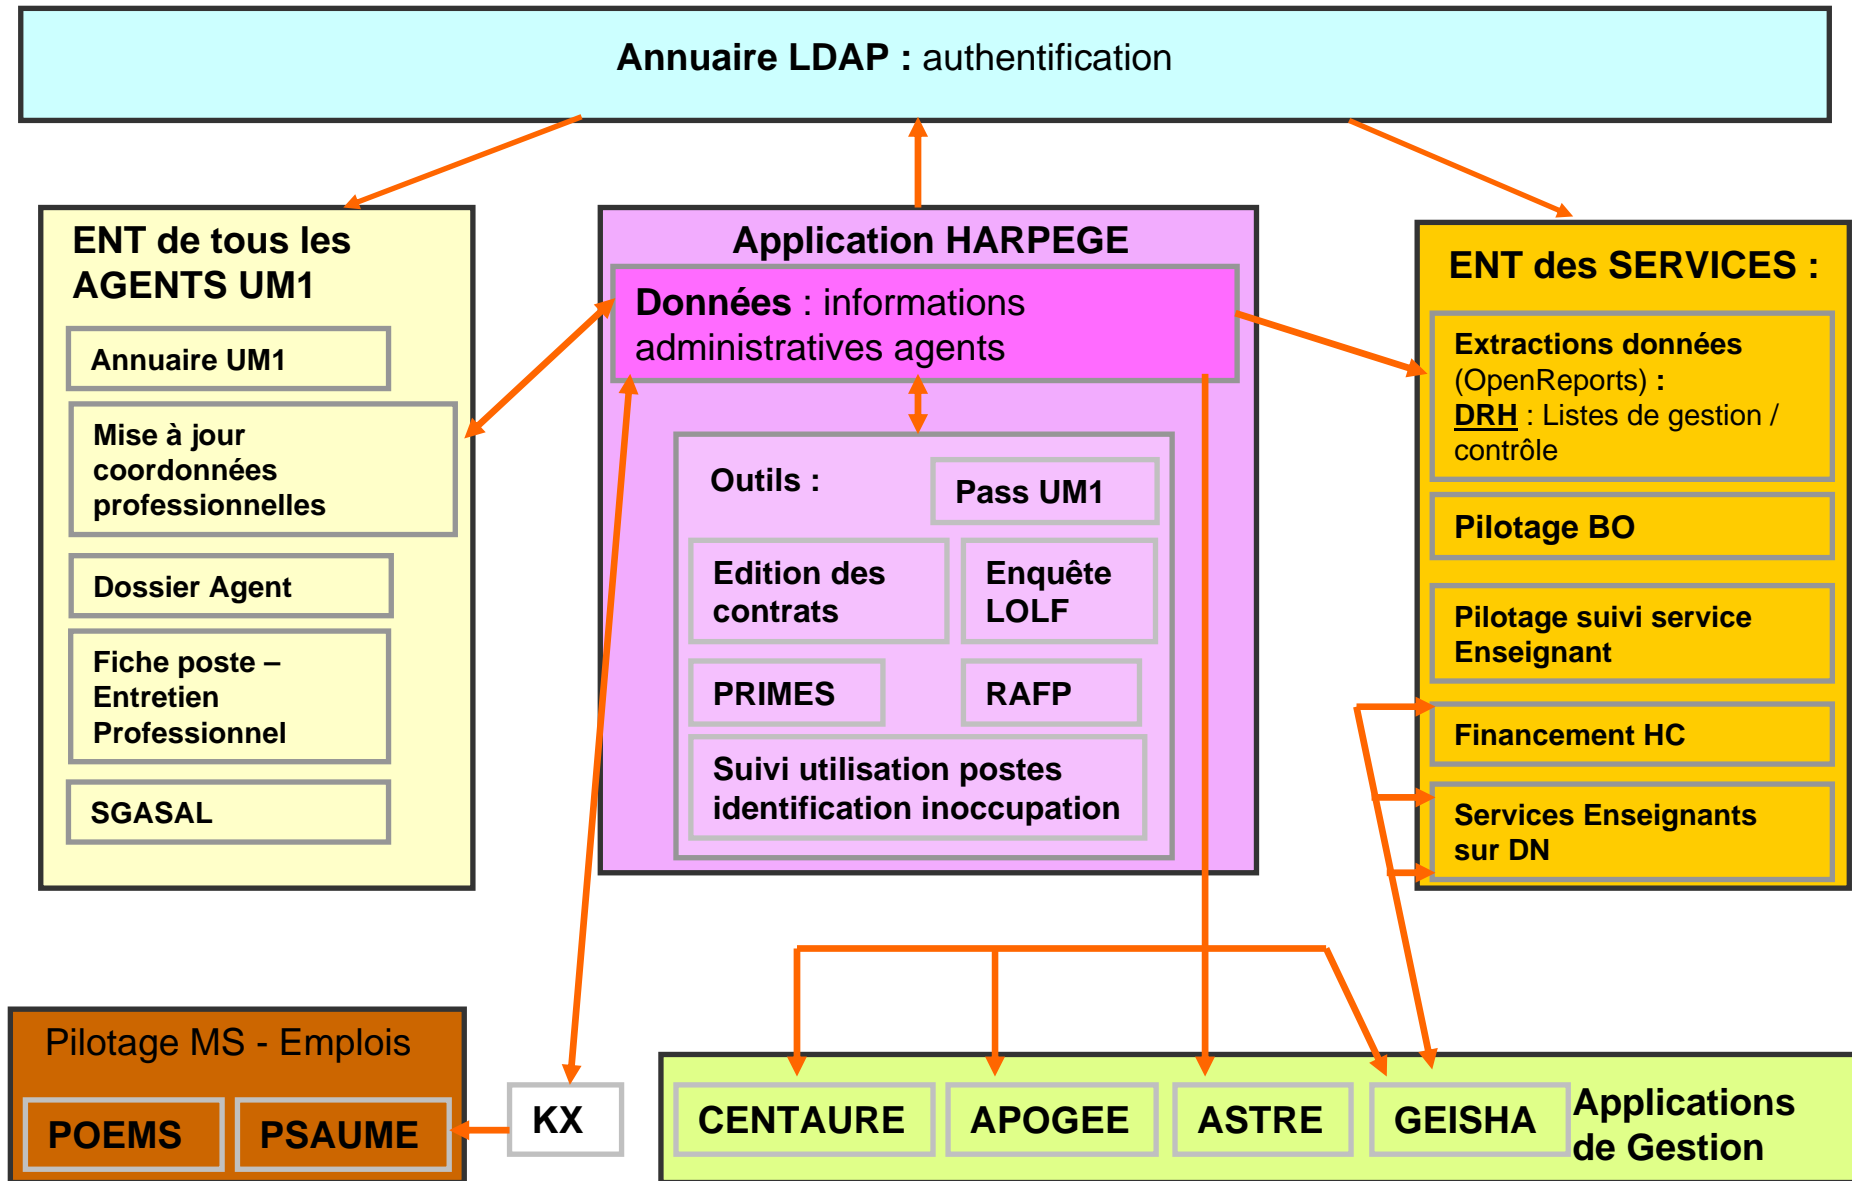 Annuaire LDAP : authentification
ENT de tous les
AGENTS UM1
Annuaire UM1
Mise à jour
coordonnées
professionnelles
Dossier Agent
Fiche poste –
Entretien
Professionnel
SGASAL
Application HARPEGE
Données : informations
administratives agents
Outils :
Pass UM1
Edition des
contrats
Enquête
LOLF
PRIMES
RAFP
Suivi utilisation postes
identification inoccupation
ENT des SERVICES :
Extractions données
(OpenReports) :
DRH : Listes de gestion /
contrôle
Pilotage BO
Pilotage suivi service
Enseignant
Financement HC
Services Enseignants
sur DN
Pilotage MS - Emplois
POEMS
PSAUME
KX
CENTAURE
APOGEE
ASTRE
GEISHA
Applications
de Gestion